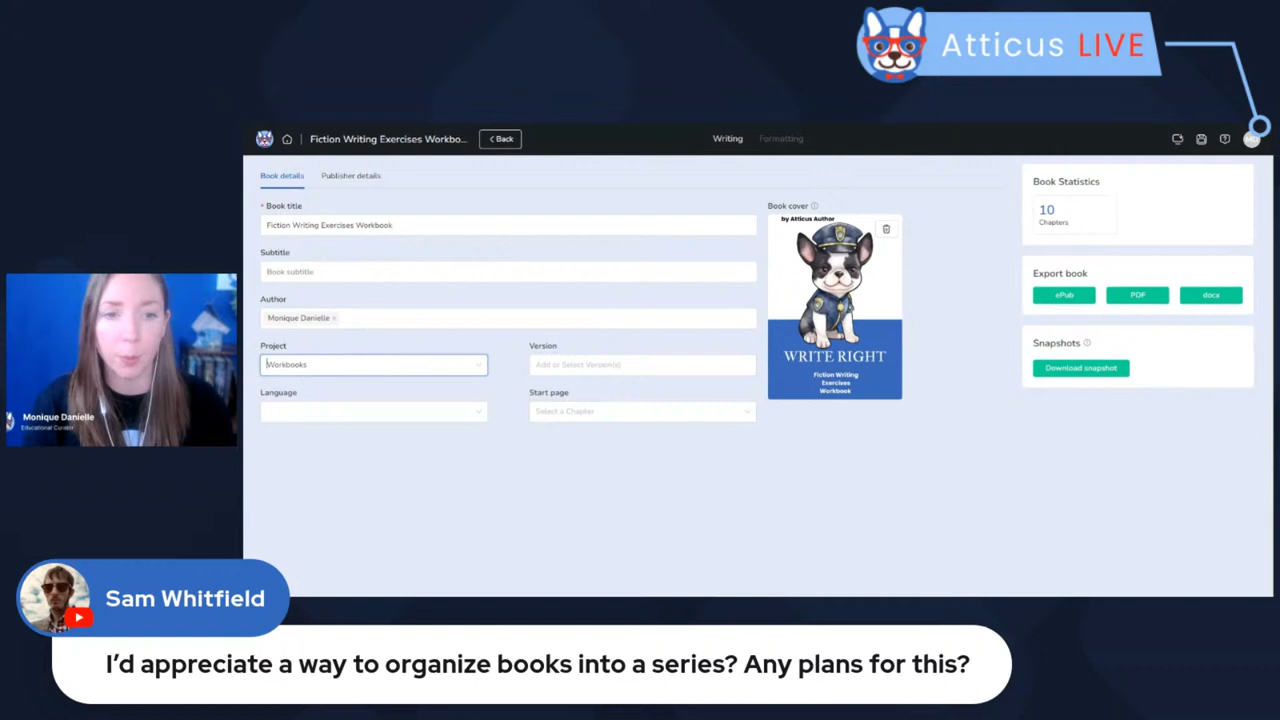 Atticus LIVE
Fiction Writing Exercises Workbo...
< Back
Writing
Formatting
Book details
Publisher details
* Book title
Fiction Writing Exercises Workbook
Subtitle
Book subtitle
Author
Monique Danielle ×
Project
Workbooks
Version
Add or Select Version(s)
Language
Start page
Select a Chapter
Book cover
by Atticus Author
WRITE RIGHT
Fiction Writing
Exercises
Workbook
Book Statistics
10
Chapters
Export book
ePub
PDF
docx
Snapshots
Download snapshot
Monique Danielle
Educational Curator
Sam Whitfield
I'd appreciate a way to organize books into a series? Any plans for this?